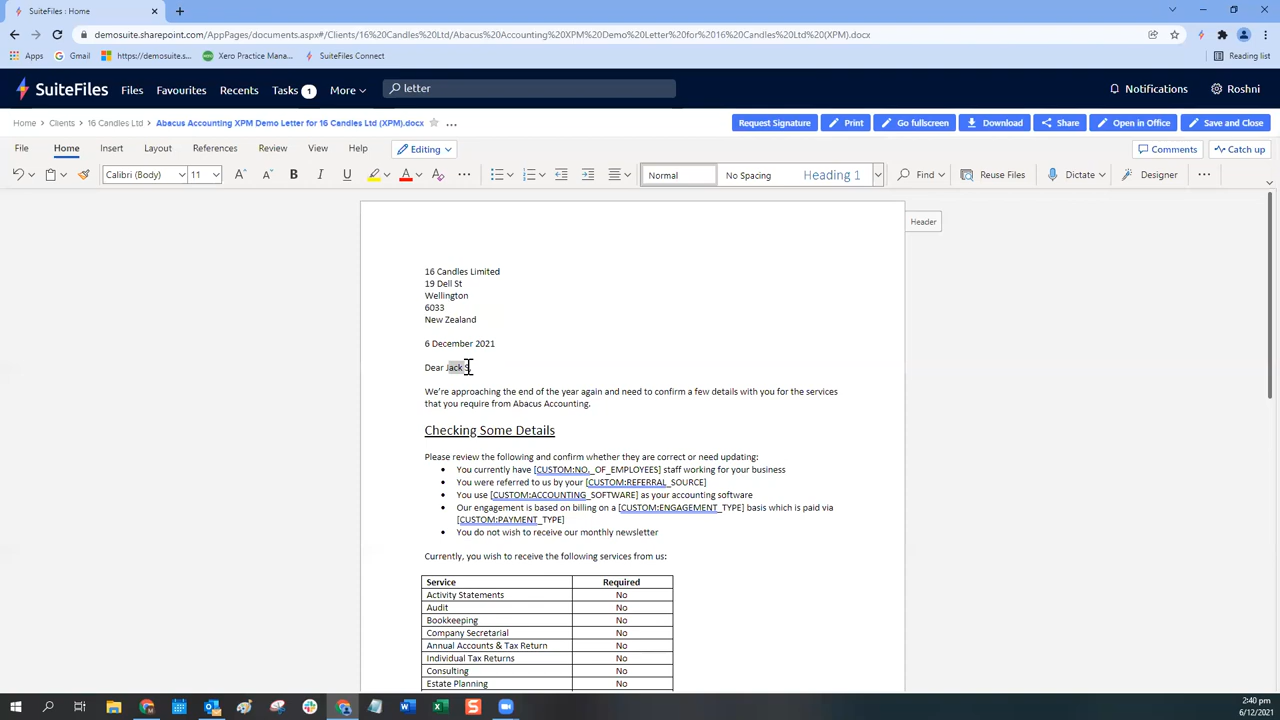 SuiteFiles : Home
demosuite.sharepoint.com/AppPages/documents.aspx#/Clients/16%20Candles%20Ltd/Abacus%20Accounting%20XPM%20Demo%20Letter%20for%2016%20Candles%20Ltd%20(XPM).docx
Apps Gmail https://demosuite.s... Xero Practice Mana... SuiteFiles Connect Reading list
SuiteFiles Files Favourites Recents Tasks 1 More letter Notifications Roshni
Home Clients 16 Candles Ltd Abacus Accounting XPM Demo Letter for 16 Candles Ltd (XPM).docx ... Request Signature Print Go fullscreen Download Share Open in Office Save and Close
File Home Insert Layout References Review View Help Editing Comments Catch up
Calibri (Body) 11 A A B I U A Normal No Spacing Heading 1 Find Reuse Files Dictate Designer
Header
16 Candles Limited
19 Dell St
Wellington
6033
New Zealand
6 December 2021
Dear Jack S
We're approaching the end of the year again and need to confirm a few details with you for the services
that you require from Abacus Accounting.
Checking Some Details
Please review the following and confirm whether they are correct or need updating:
• You currently have [CUSTOM:NO._OF_EMPLOYEES] staff working for your business
• You were referred to us by your [CUSTOM:REFERRAL_SOURCE]
• You use [CUSTOM:ACCOUNTING_SOFTWARE] as your accounting software
• Our engagement is based on billing on a [CUSTOM:ENGAGEMENT_TYPE] basis which is paid via
[CUSTOM:PAYMENT_TYPE]
• You do not wish to receive our monthly newsletter
Currently, you wish to receive the following services from us:
Service Required
Activity Statements No
Audit No
Bookkeeping No
Company Secretarial No
Annual Accounts & Tax Return No
Individual Tax Returns No
Consulting No
Estate Planning No
2:40 pm
6/12/2021